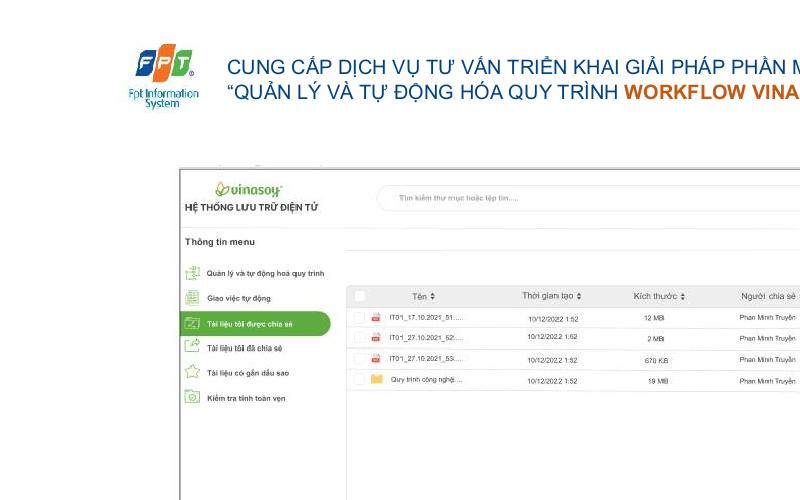 FPT
Fpt Information
System
CUNG CẤP DỊCH VỤ TƯ VẤN TRIỂN KHAI GIẢI PHÁP PHẦN
“QUẢN LÝ VÀ TỰ ĐỘNG HÓA QUY TRÌNH WORKFLOW VINA
vinasoy
HỆ THỐNG LƯU TRỮ ĐIỆN TỬ
Tìm kiếm thư mục hoặc tệp tin.....
Thông tin menu
Quản lý và tự động hoá quy trình
Giao việc tự động
Tài liệu tôi được chia sẻ
Tài liệu tôi đã chia sẻ
Tài liệu có gắn dấu sao
Kiểm tra tính toàn vẹn
Tên Thời gian tạo Kích thước Người chia sẻ
IT01_17.10.2021_51.... 10/12/2022 1:52 12 MB Phan Minh Truyền
IT01_27.10.2021_52.... 10/12/2022 1:52 2 MB Phan Minh Truyền
IT01_27.10.2021_53.... 10/12/2022 1:52 670 KB Phan Minh Truyền
Quy trình công nghệ.... 10/12/2022 1:52 19 MB Phan Minh Truyền